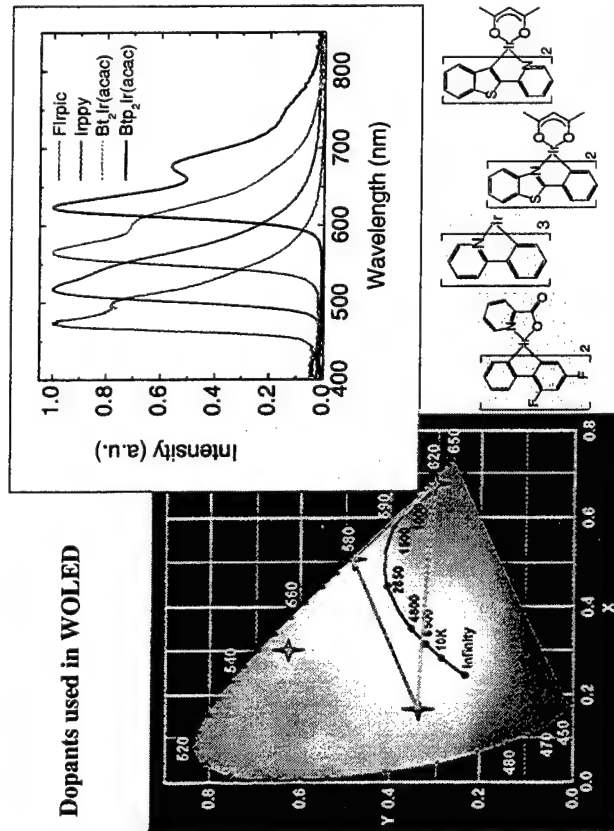 Dopants used in WOLED
FIrpic
Irppy
Bt₂Ir(acac)
Btp₂Ir(acac)
1.0
0.8
0.6
0.4
0.2
0.0
Intensity (a.u.)
400
500
600
700
800
Wavelength (nm)
0.8
0.6
Y 0.4
0.2
0.0
0.2
0.4
X
0.6
0.8
520
540
560
580
590
620
650
480
470
450
2850
4800
6500
10K
Infinity
1500
F
F
N
Ir
O
O
2
N
Ir
3
S
N
O
O
2
S
O
O
2